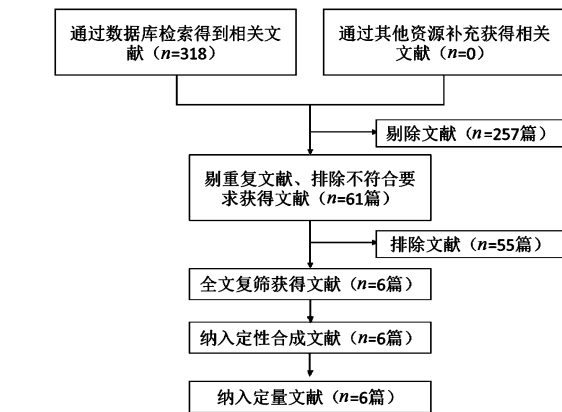 通过数据库检索得到相关文
献（n=318）
通过其他资源补充获得相关
文献（n=0）
剔除文献（n=257篇）
剔重复文献、排除不符合要
求获得文献（n=61篇）
排除文献（n=55篇）
全文复筛获得文献（n=6篇）
纳入定性合成文献（n=6篇）
纳入定量文献（n=6篇）